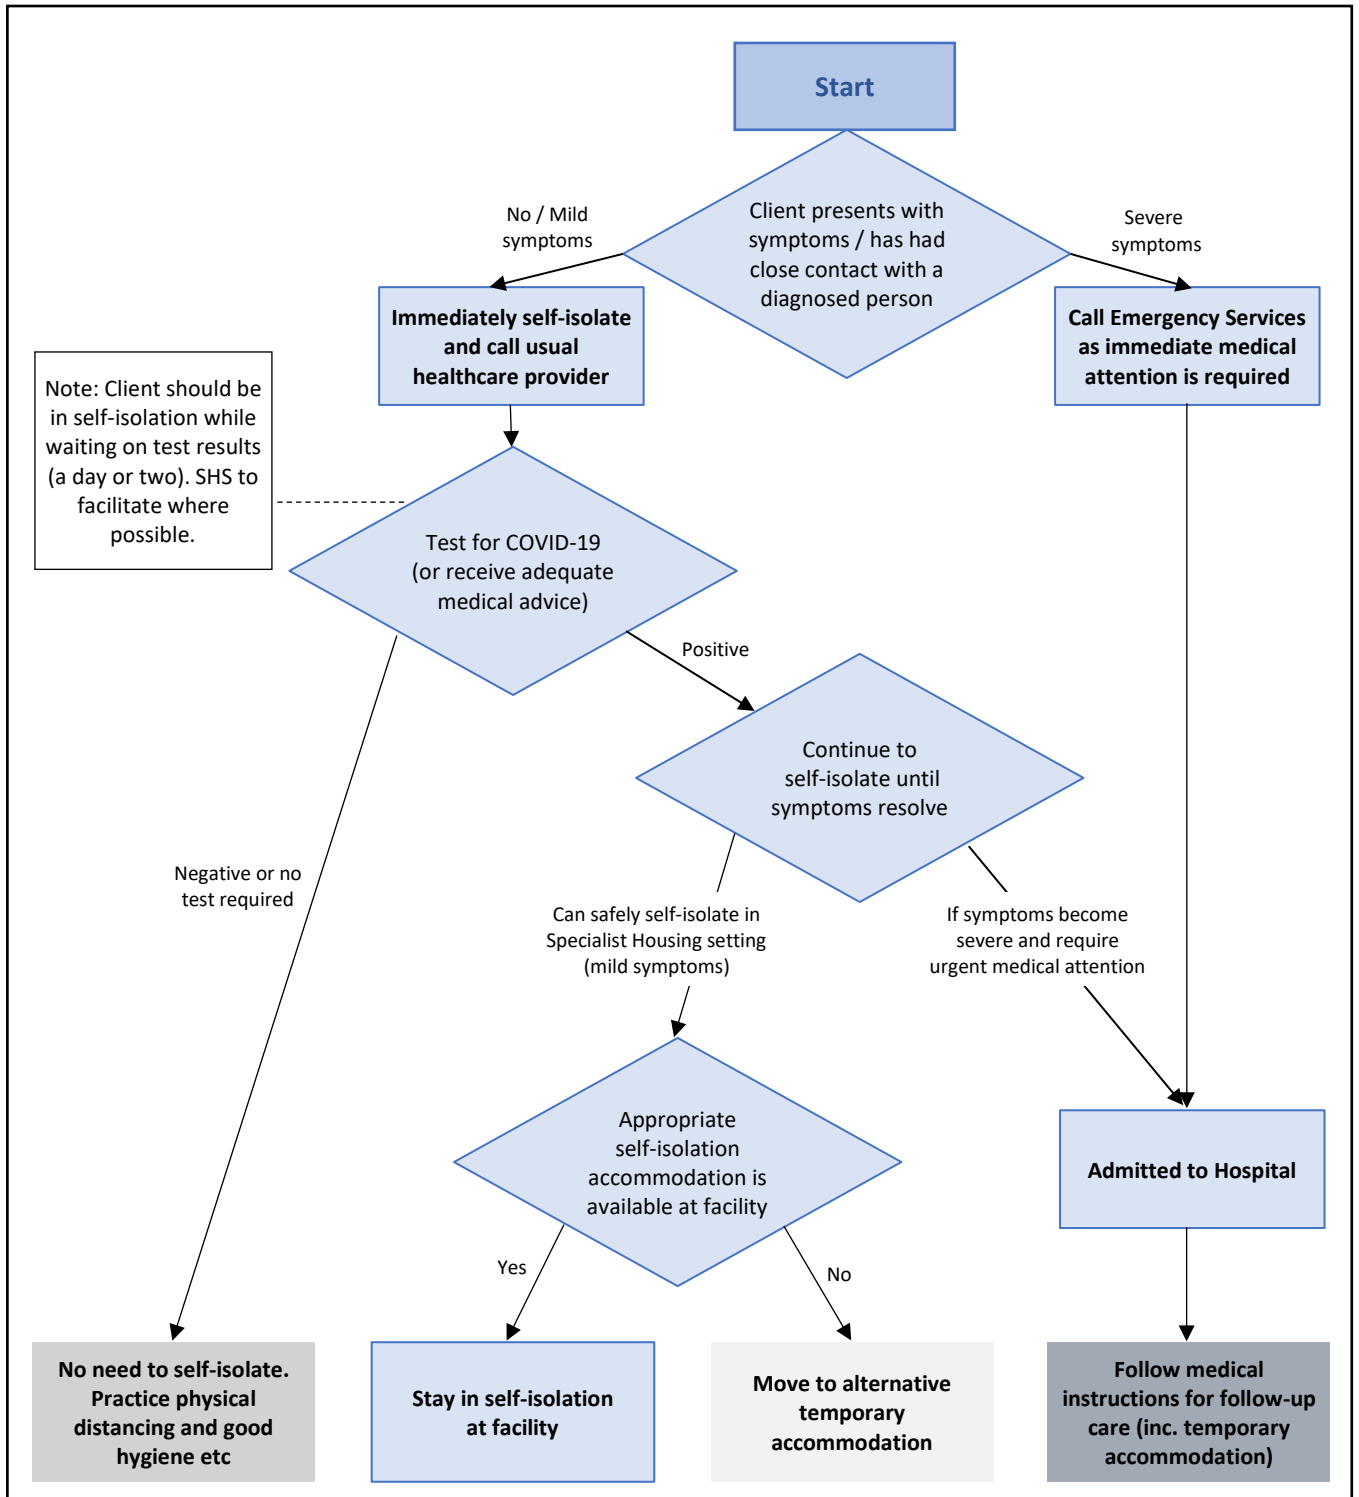 Start
Client presents with
symptoms / has had
close contact with a
diagnosed person
No / Mild
symptoms
Severe
symptoms
Immediately self-isolate
and call usual
healthcare provider
Call Emergency Services
as immediate medical
attention is required
Note: Client should be
in self-isolation while
waiting on test results
(a day or two). SHS to
facilitate where
possible.
Test for COVID-19
(or receive adequate
medical advice)
Positive
Continue to
self-isolate until
symptoms resolve
Negative or no
test required
Can safely self-isolate in
Specialist Housing setting
(mild symptoms)
If symptoms become
severe and require
urgent medical attention
Appropriate
self-isolation
accommodation is
available at facility
Admitted to Hospital
Yes
No
No need to self-isolate.
Practice physical
distancing and good
hygiene etc
Stay in self-isolation
at facility
Move to alternative
temporary
accommodation
Follow medical
instructions for follow-up
care (inc. temporary
accommodation)